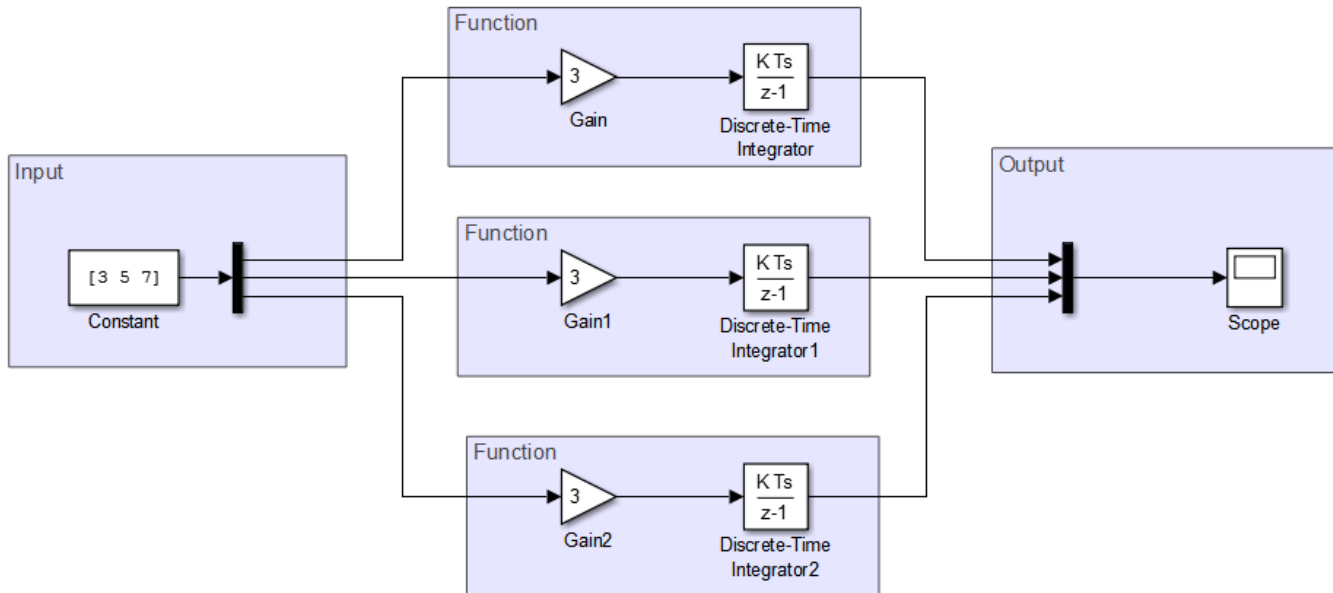 Function
3
Gain
K Ts
z-1
Discrete-Time
Integrator
Input
[3 5 7]
Constant
Function
3
Gain1
K Ts
z-1
Discrete-Time
Integrator1
Output
Scope
Function
3
Gain2
K Ts
z-1
Discrete-Time
Integrator2